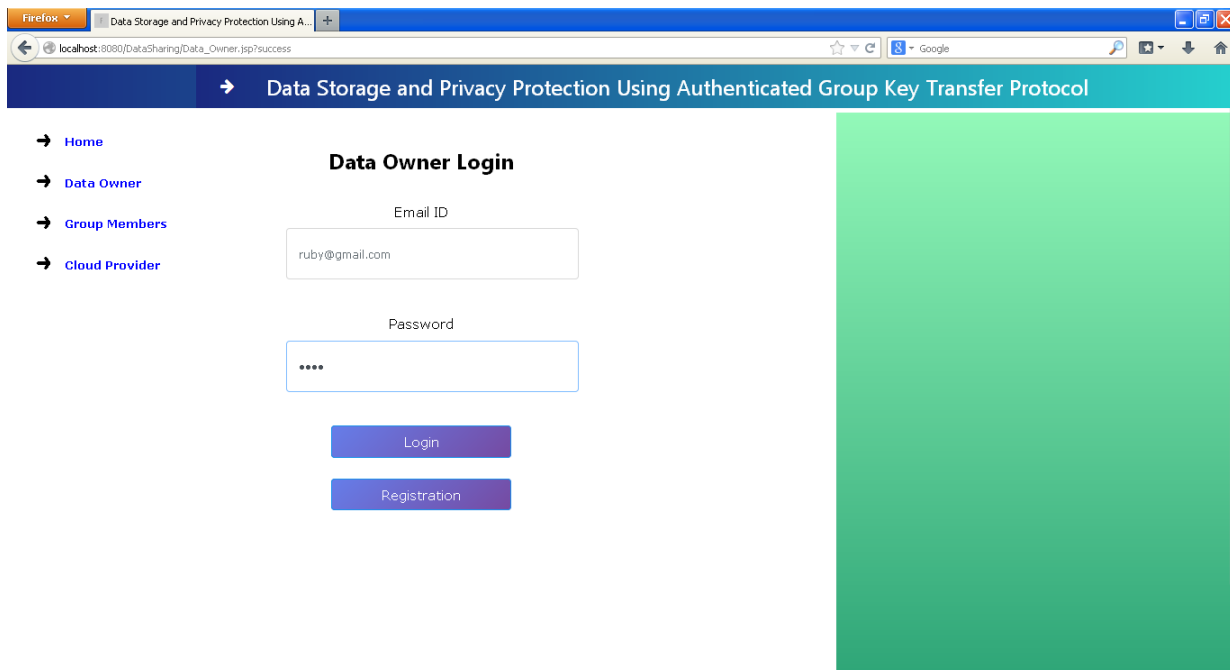 Firefox
Data Storage and Privacy Protection Using A...
localhost:8080/DataSharing/Data_Owner.jsp?success
Google
Data Storage and Privacy Protection Using Authenticated Group Key Transfer Protocol
Home
Data Owner
Group Members
Cloud Provider
Data Owner Login
Email ID
ruby@gmail.com
Password
••••
Login
Registration